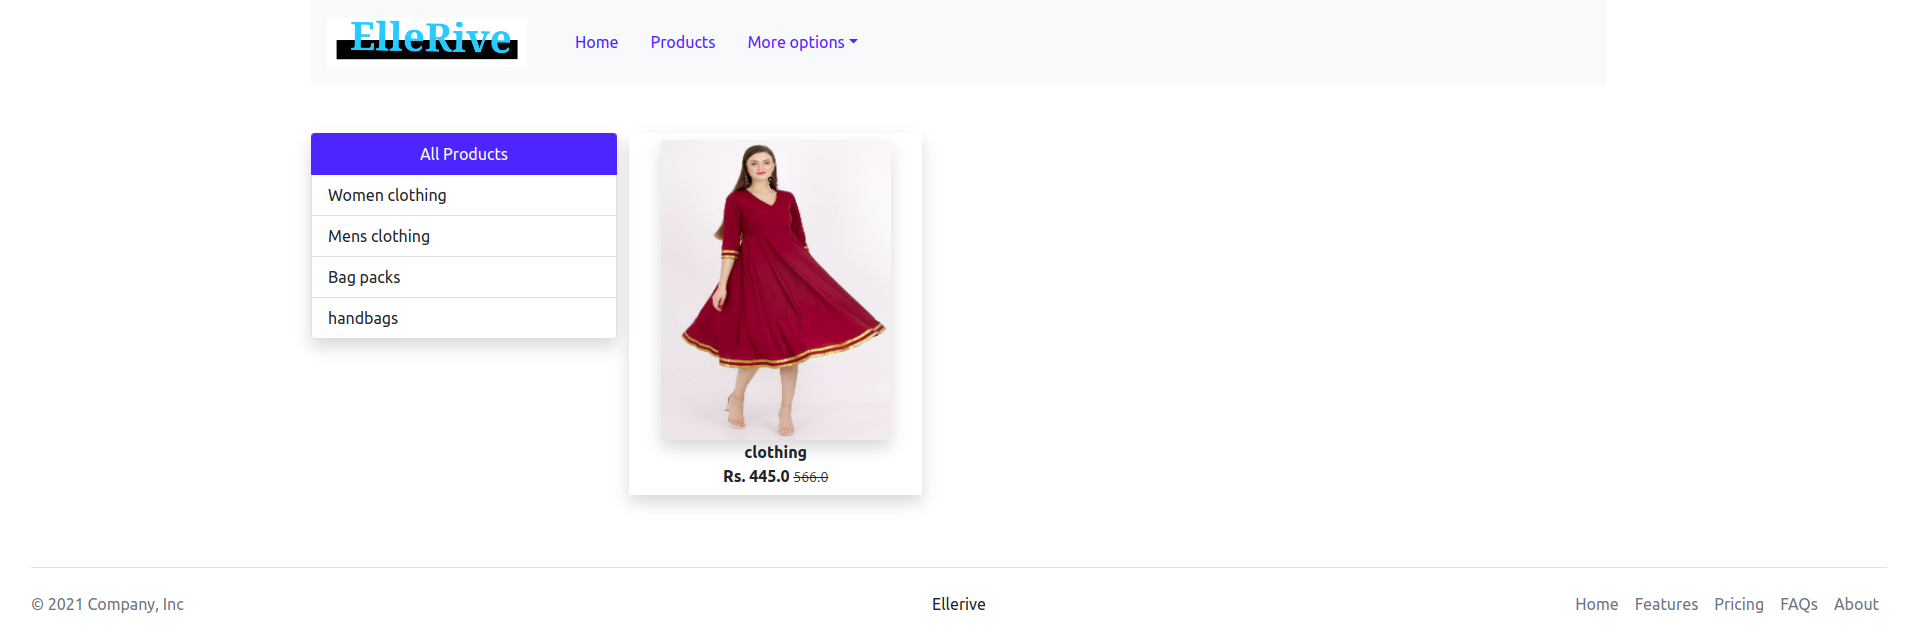 ElleRive
Home Products More options
All Products
Women clothing
Mens clothing
Bag packs
handbags
clothing
Rs. 445.0 566.0
© 2021 Company, Inc
Ellerive
Home Features Pricing FAQs About